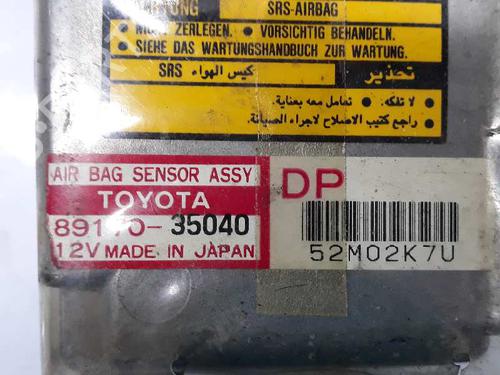 SRS-AIRBAG
● NICHT ZERLEGEN. ● VORSICHTIG BEHANDELN.
● SIEHE DAS WARTUNGSHANDBUCH ZUR WARTUNG.
تحذير
كيس الهواء SRS
● لا تفكه. ● تعامل معه بعناية.
● راجع كتيب الاصلاح لاجراء الصيانة.
AIR BAG SENSOR ASSY
TOYOTA
89170-35040
12V MADE IN JAPAN
DP
52M02K7U